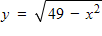 y = √(49 − x²)